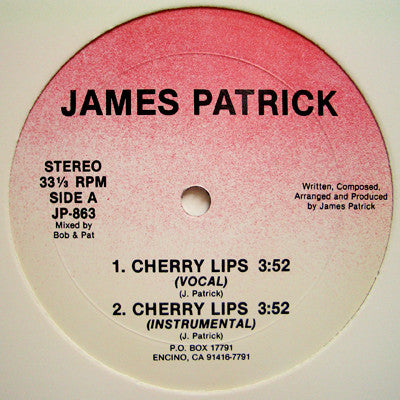 JAMES PATRICK
STEREO
33 1/3 RPM
SIDE A
JP-863
Mixed by
Bob & Pat
Written, Composed,
Arranged and Produced
by James Patrick
1. CHERRY LIPS 3:52
(VOCAL)
(J. Patrick)
2. CHERRY LIPS 3:52
(INSTRUMENTAL)
(J. Patrick)
P.O. BOX 17791
ENCINO, CA 91416-7791